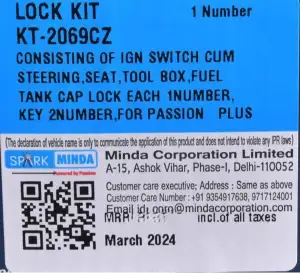 LOCK KIT 1 Number
KT-2069CZ
CONSISTING OF IGN SWITCH CUM
STEERING,SEAT,TOOL BOX,FUEL
TANK CAP LOCK EACH 1NUMBER,
KEY 2NUMBER,FOR PASSION PLUS
(The declaration of vehicle name is only to communicate the application of this product and does not intend to violate any IPR laws)
SPARK MINDA
Minda Corporation Limited
A-15, Ashok Vihar, Phase-I, Delhi-110052
Customer care executive; Address : Same as above
Customer care number : +91 9354917638, 9717124001
Email id
MRP incl.of all taxes
March 2024